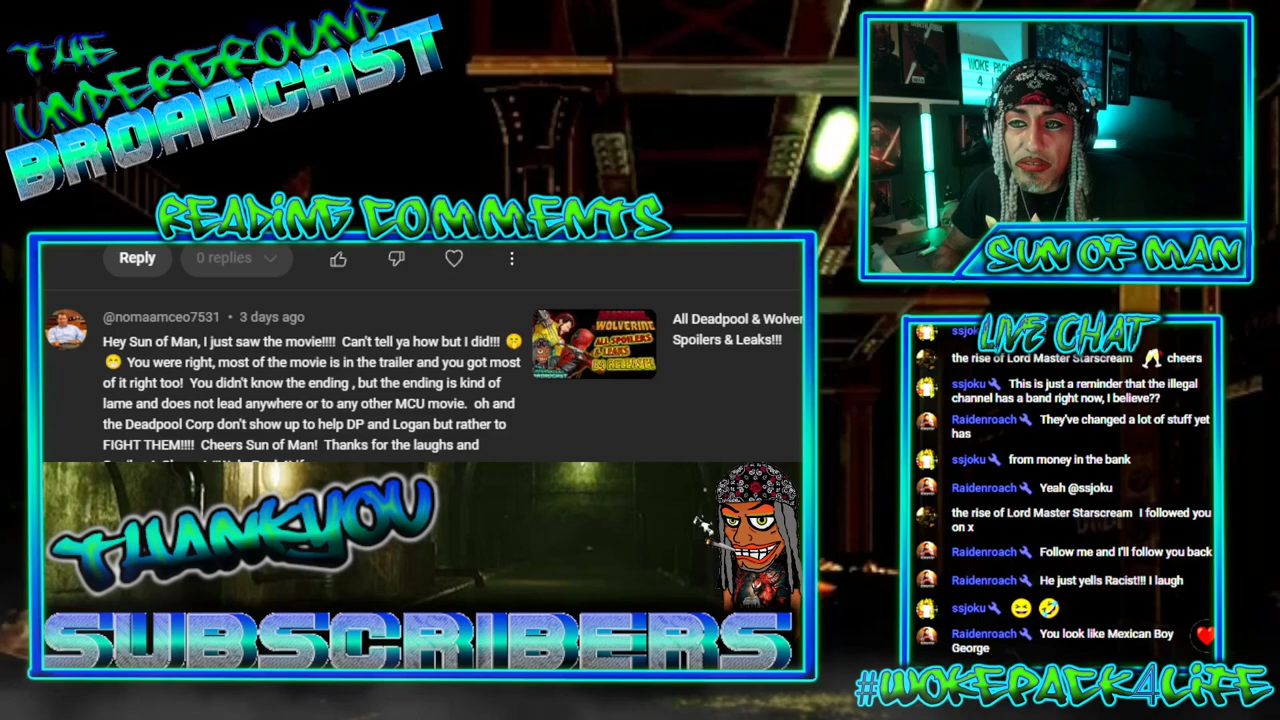 THE
UNDERGROUND
BROADCAST
READING COMMENTS
Reply
0 replies
@nomaamceo7531 • 3 days ago
Hey Sun of Man, I just saw the movie!!!! Can't tell ya how but I did!!! 🤫
😁 You were right, most of the movie is in the trailer and you got most
of it right too! You didn't know the ending , but the ending is kind of
lame and does not lead anywhere or to any other MCU movie. oh and
the Deadpool Corp don't show up to help DP and Logan but rather to
FIGHT THEM!!!! Cheers Sun of Man! Thanks for the laughs and
WOLVERINE
ALL SPOILERS
& LEAKS
All Deadpool & Wolver
Spoilers & Leaks!!!
THANKYOU
SUBSCRIBERS
WOKE PACK
4 L
SUN OF MAN
LIVE CHAT
ssjok
the rise of Lord Master Starscream 🥂 cheers
ssjoku This is just a reminder that the illegal
channel has a band right now, I believe??
Raidenroach They've changed a lot of stuff yet
has
ssjoku from money in the bank
Raidenroach Yeah @ssjoku
the rise of Lord Master Starscream I followed you
on x
Raidenroach Follow me and I'll follow you back
Raidenroach He just yells Racist!!! I laugh
ssjoku 😆 🤣
Raidenroach You look like Mexican Boy
George
#WOKEPACK4LIFE